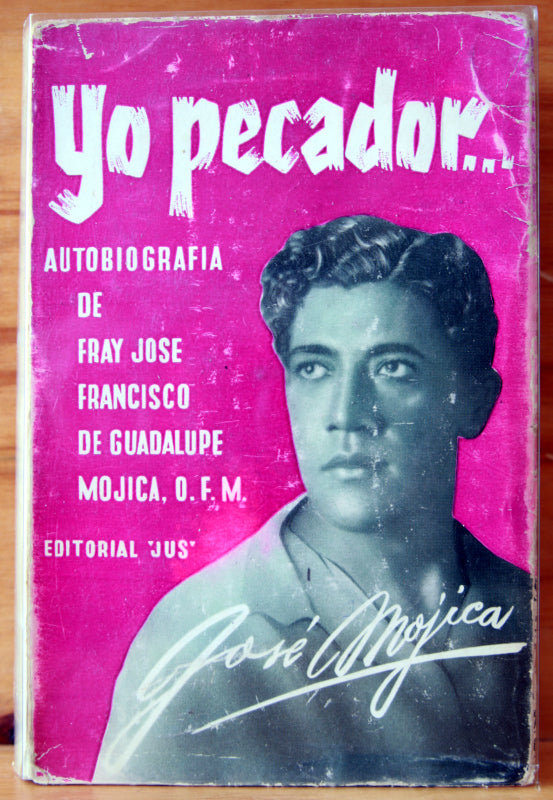 Yo pecador...
AUTOBIOGRAFIA
DE
FRAY JOSE
FRANCISCO
DE GUADALUPE
MOJICA, O.F.M.
EDITORIAL "JUS"
José Mojica